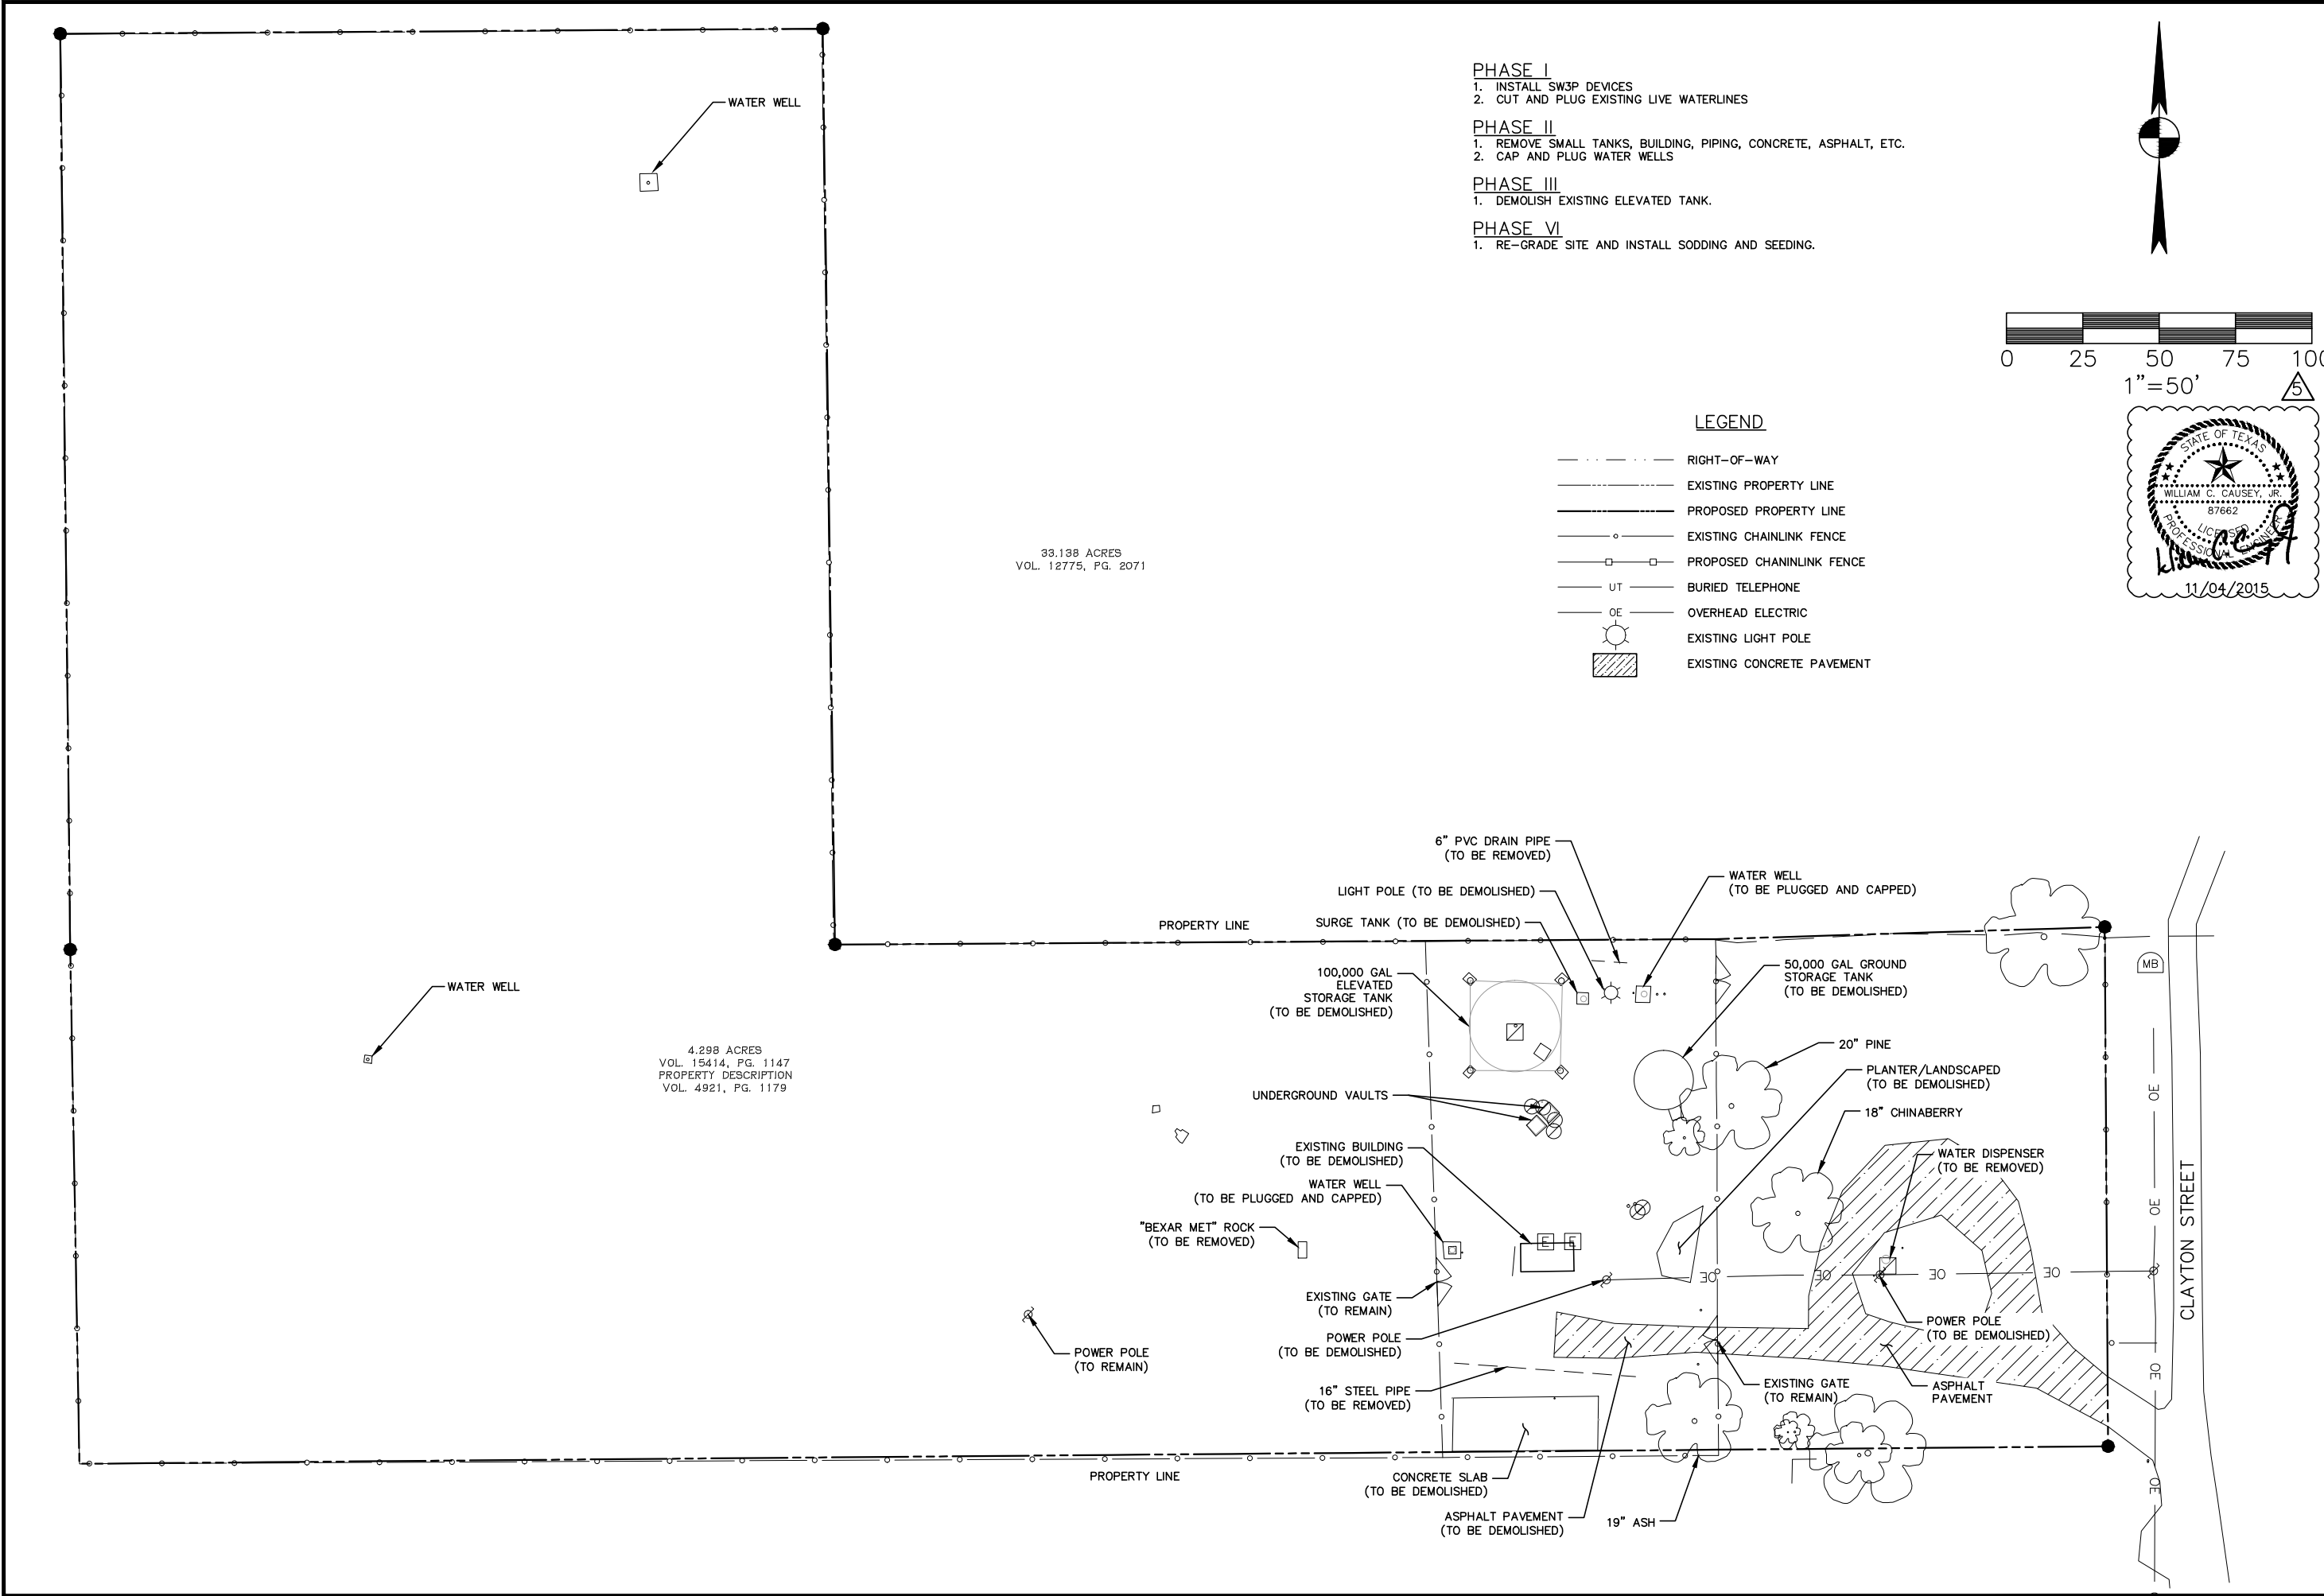 PHASE I
1. INSTALL SW3P DEVICES
2. CUT AND PLUG EXISTING LIVE WATERLINES
PHASE II
1. REMOVE SMALL TANKS, BUILDING, PIPING, CONCRETE, ASPHALT, ETC.
2. CAP AND PLUG WATER WELLS
PHASE III
1. DEMOLISH EXISTING ELEVATED TANK.
PHASE VI
1. RE-GRADE SITE AND INSTALL SODDING AND SEEDING.
WATER WELL
0 25 50 75 100
1"=50'
5
STATE OF TEXAS
WILLIAM C. CAUSEY, JR.
87662
LICENSED
PROFESSIONAL ENGINEER
11/04/2015
LEGEND
RIGHT-OF-WAY
EXISTING PROPERTY LINE
PROPOSED PROPERTY LINE
EXISTING CHAINLINK FENCE
PROPOSED CHANINLINK FENCE
UT BURIED TELEPHONE
OE OVERHEAD ELECTRIC
EXISTING LIGHT POLE
EXISTING CONCRETE PAVEMENT
33.138 ACRES
VOL. 12775, PG. 2071
6" PVC DRAIN PIPE
(TO BE REMOVED)
LIGHT POLE (TO BE DEMOLISHED)
SURGE TANK (TO BE DEMOLISHED)
WATER WELL
(TO BE PLUGGED AND CAPPED)
PROPERTY LINE
MB
100,000 GAL
ELEVATED
STORAGE TANK
(TO BE DEMOLISHED)
50,000 GAL GROUND
STORAGE TANK
(TO BE DEMOLISHED)
WATER WELL
4.298 ACRES
VOL. 15414, PG. 1147
PROPERTY DESCRIPTION
VOL. 4921, PG. 1179
20" PINE
PLANTER/LANDSCAPED
(TO BE DEMOLISHED)
UNDERGROUND VAULTS
18" CHINABERRY
OE
EXISTING BUILDING
(TO BE DEMOLISHED)
WATER DISPENSER
(TO BE REMOVED)
WATER WELL
(TO BE PLUGGED AND CAPPED)
"BEXAR MET" ROCK
(TO BE REMOVED)
E E
OE
CLAYTON STREET
OE OE OE OE
EXISTING GATE
(TO REMAIN)
POWER POLE
(TO BE DEMOLISHED)
POWER POLE
(TO BE DEMOLISHED)
POWER POLE
(TO REMAIN)
16" STEEL PIPE
(TO BE REMOVED)
EXISTING GATE
(TO REMAIN)
ASPHALT
PAVEMENT
OE
PROPERTY LINE
CONCRETE SLAB
(TO BE DEMOLISHED)
OE
ASPHALT PAVEMENT
(TO BE DEMOLISHED)
19" ASH